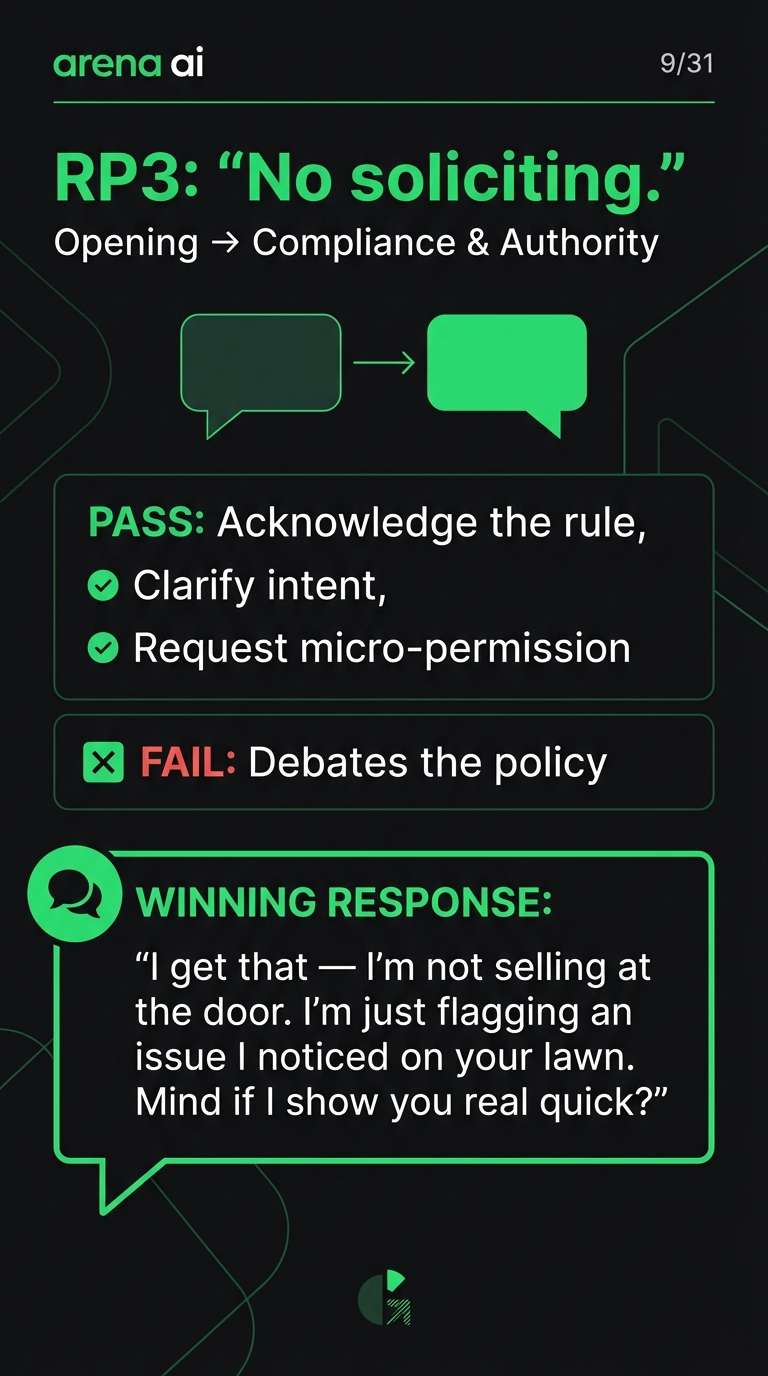 arena ai
9/31
RP3: “No soliciting.”
Opening → Compliance & Authority
PASS: Acknowledge the rule,
Clarify intent,
Request micro-permission
FAIL: Debates the policy
WINNING RESPONSE:
“I get that — I’m not selling at
the door. I’m just flagging an
issue I noticed on your lawn.
Mind if I show you real quick?”